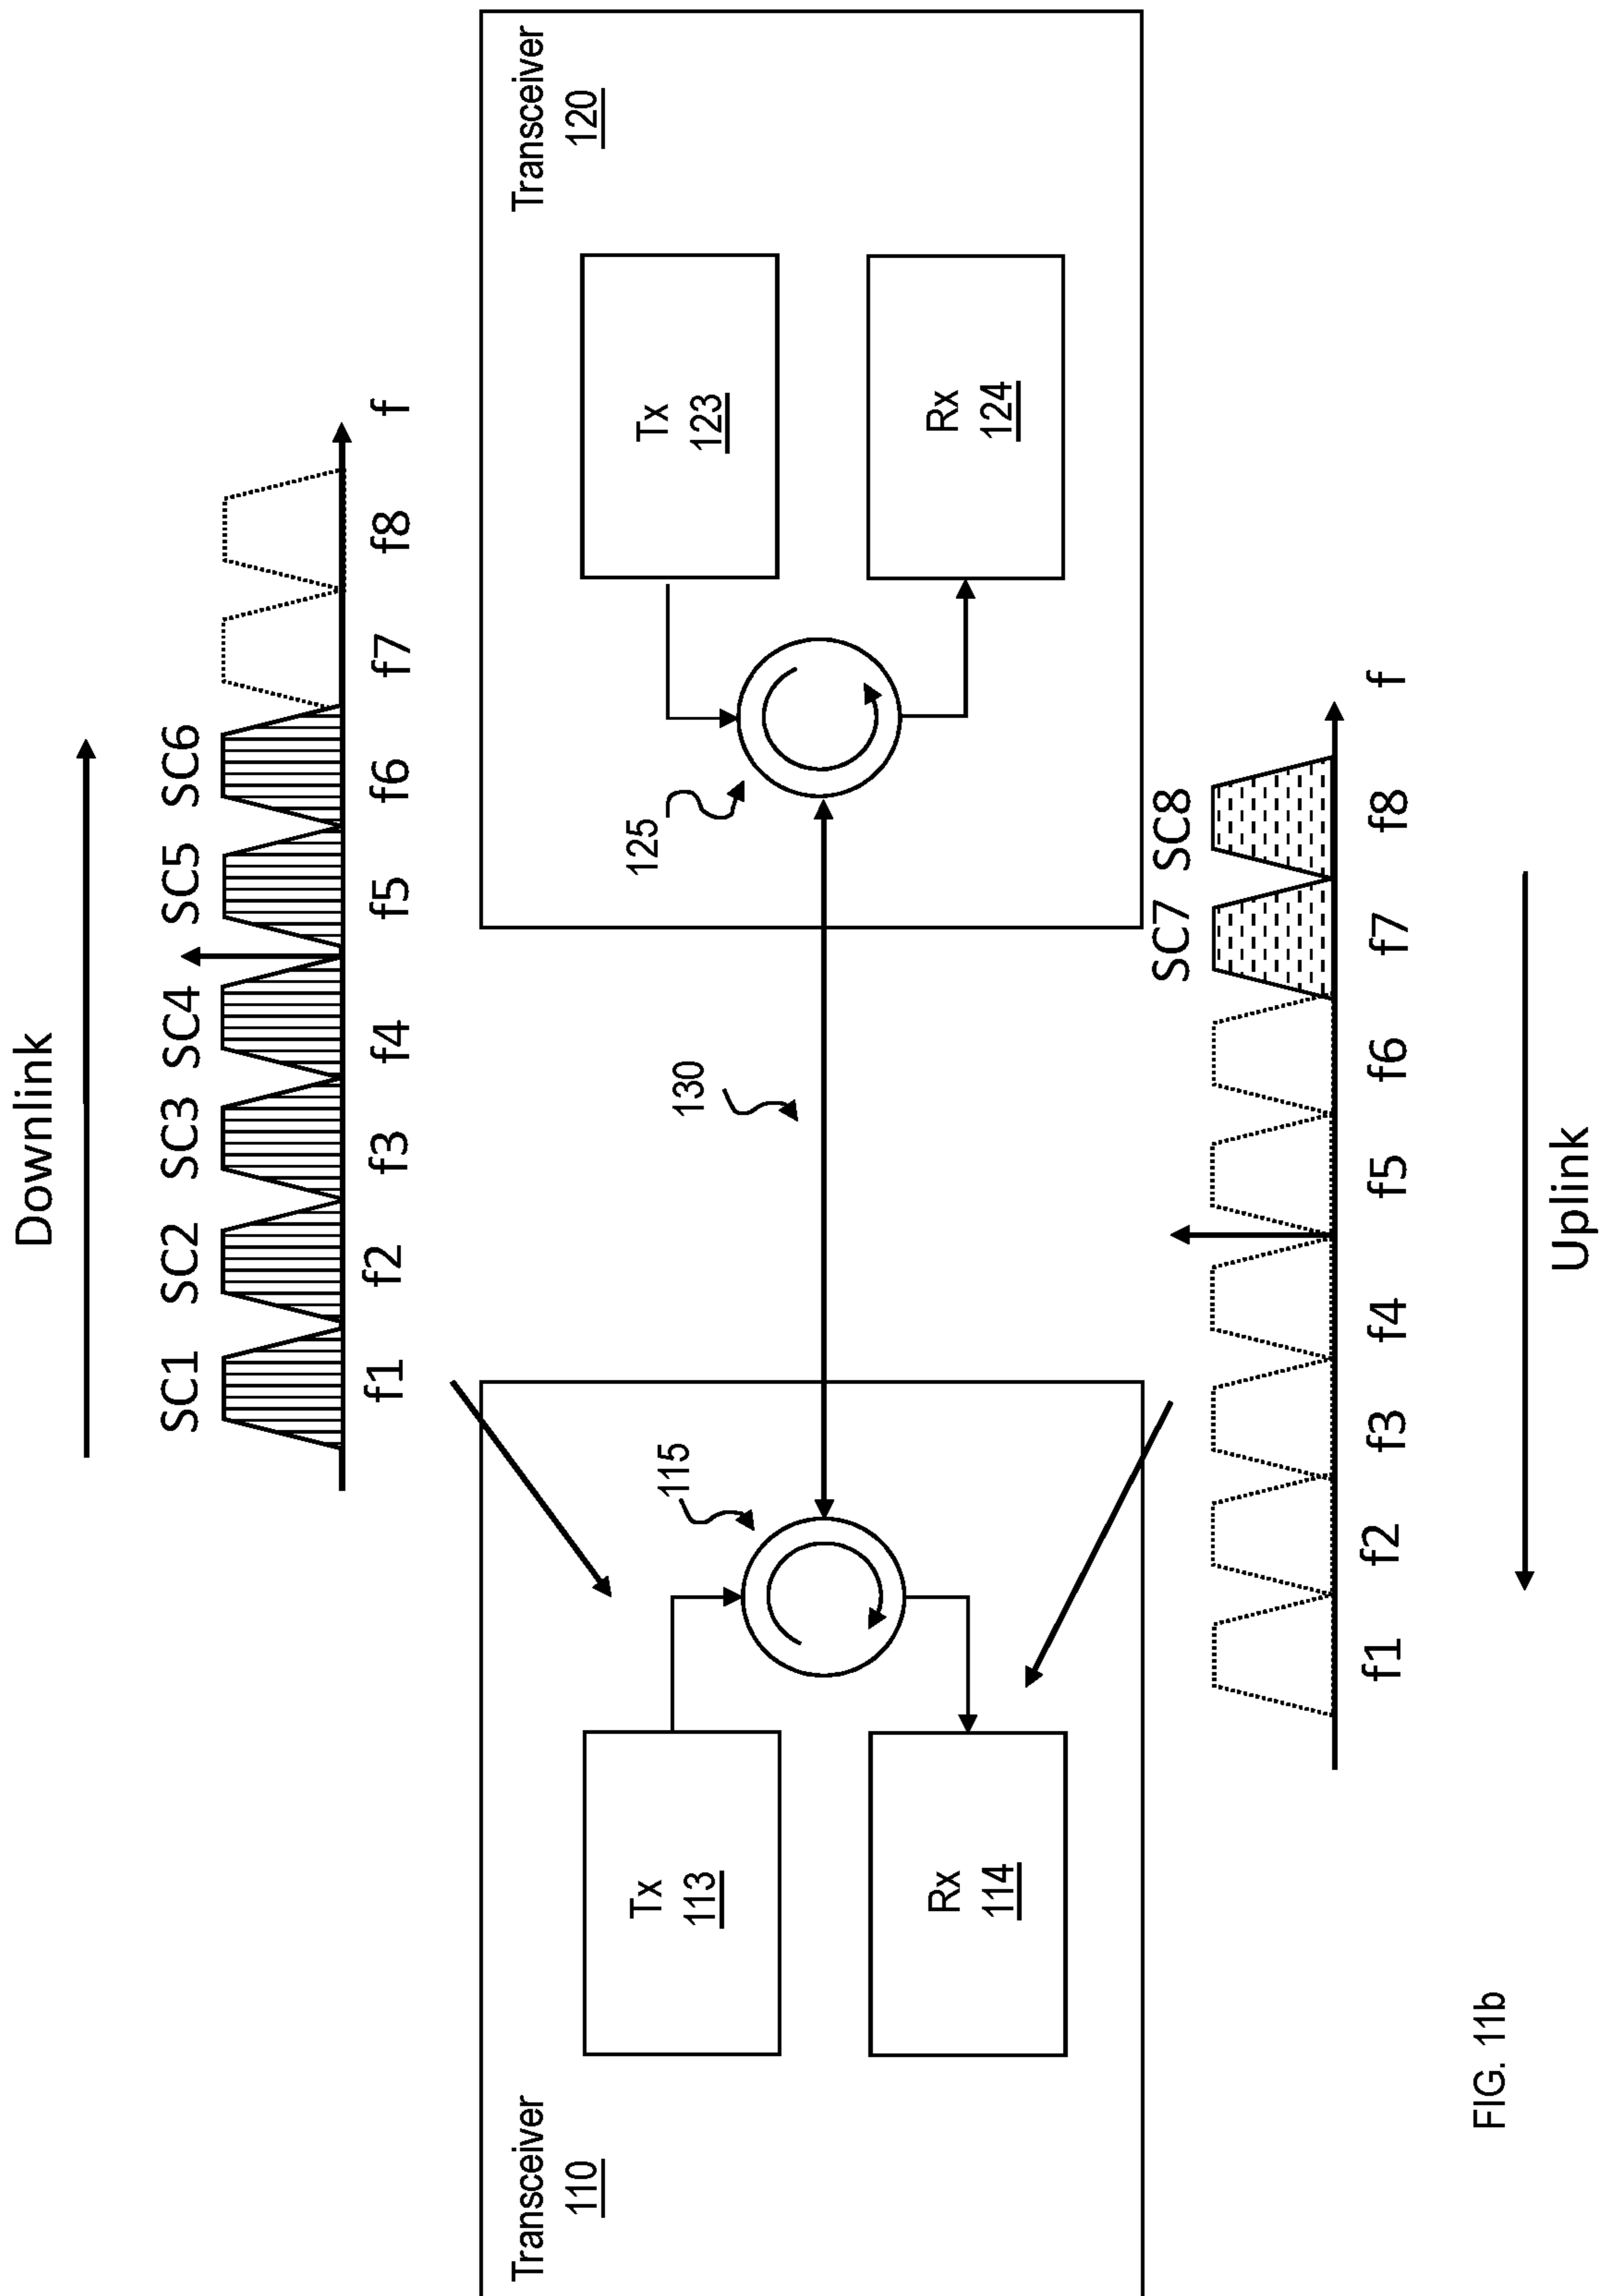 Downlink
SC1 SC2 SC3 SC4 SC5 SC6
f1 f2 f3 f4 f5 f6 f7 f8 f
Transceiver
110
Tx
113
Rx
114
115
130
125
Transceiver
120
Tx
123
Rx
124
SC7 SC8
f1 f2 f3 f4 f5 f6 f7 f8 f
Uplink
FIG. 11b